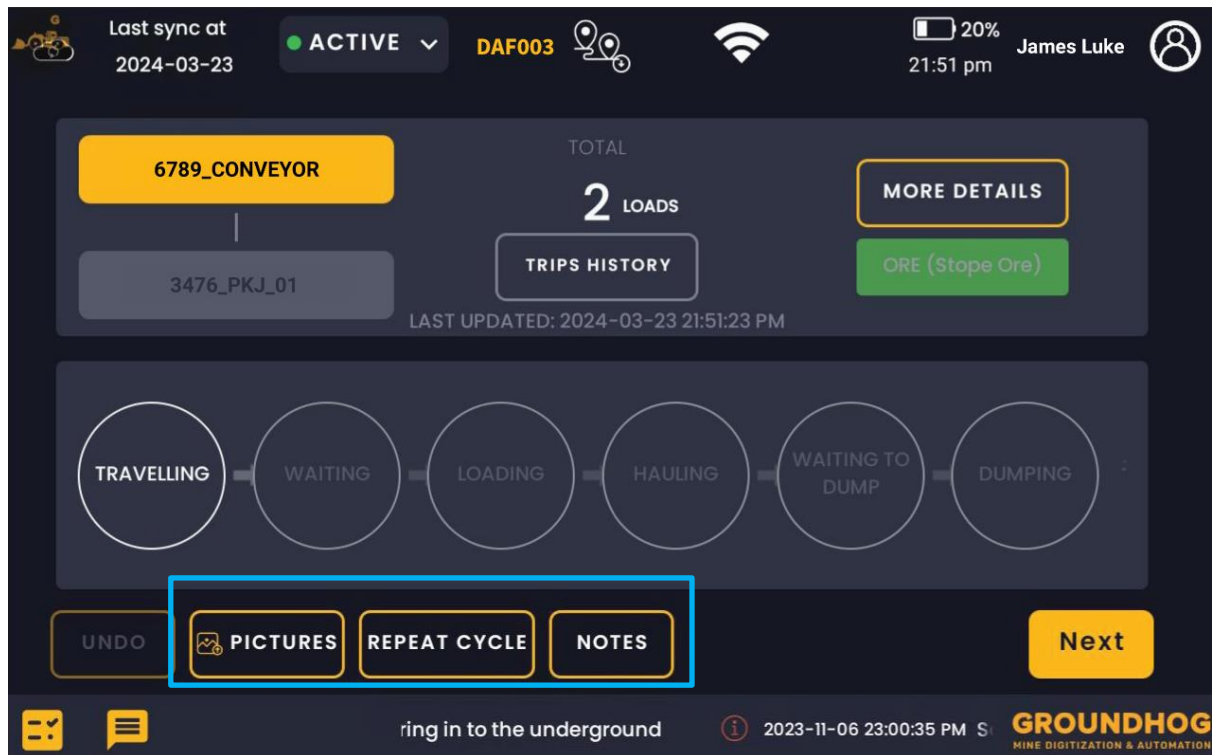 G
Last sync at
2024-03-23
ACTIVE
DAF003
20%
21:51 pm
James Luke
6789_CONVEYOR
3476_PKJ_01
TOTAL
2 LOADS
TRIPS HISTORY
LAST UPDATED: 2024-03-23 21:51:23 PM
MORE DETAILS
ORE (Stope Ore)
TRAVELLING
WAITING
LOADING
HAULING
WAITING TO
DUMP
DUMPING
UNDO
PICTURES
REPEAT CYCLE
NOTES
Next
ring in to the underground
2023-11-06 23:00:35 PM S
GROUNDHOG
MINE DIGITIZATION & AUTOMATION